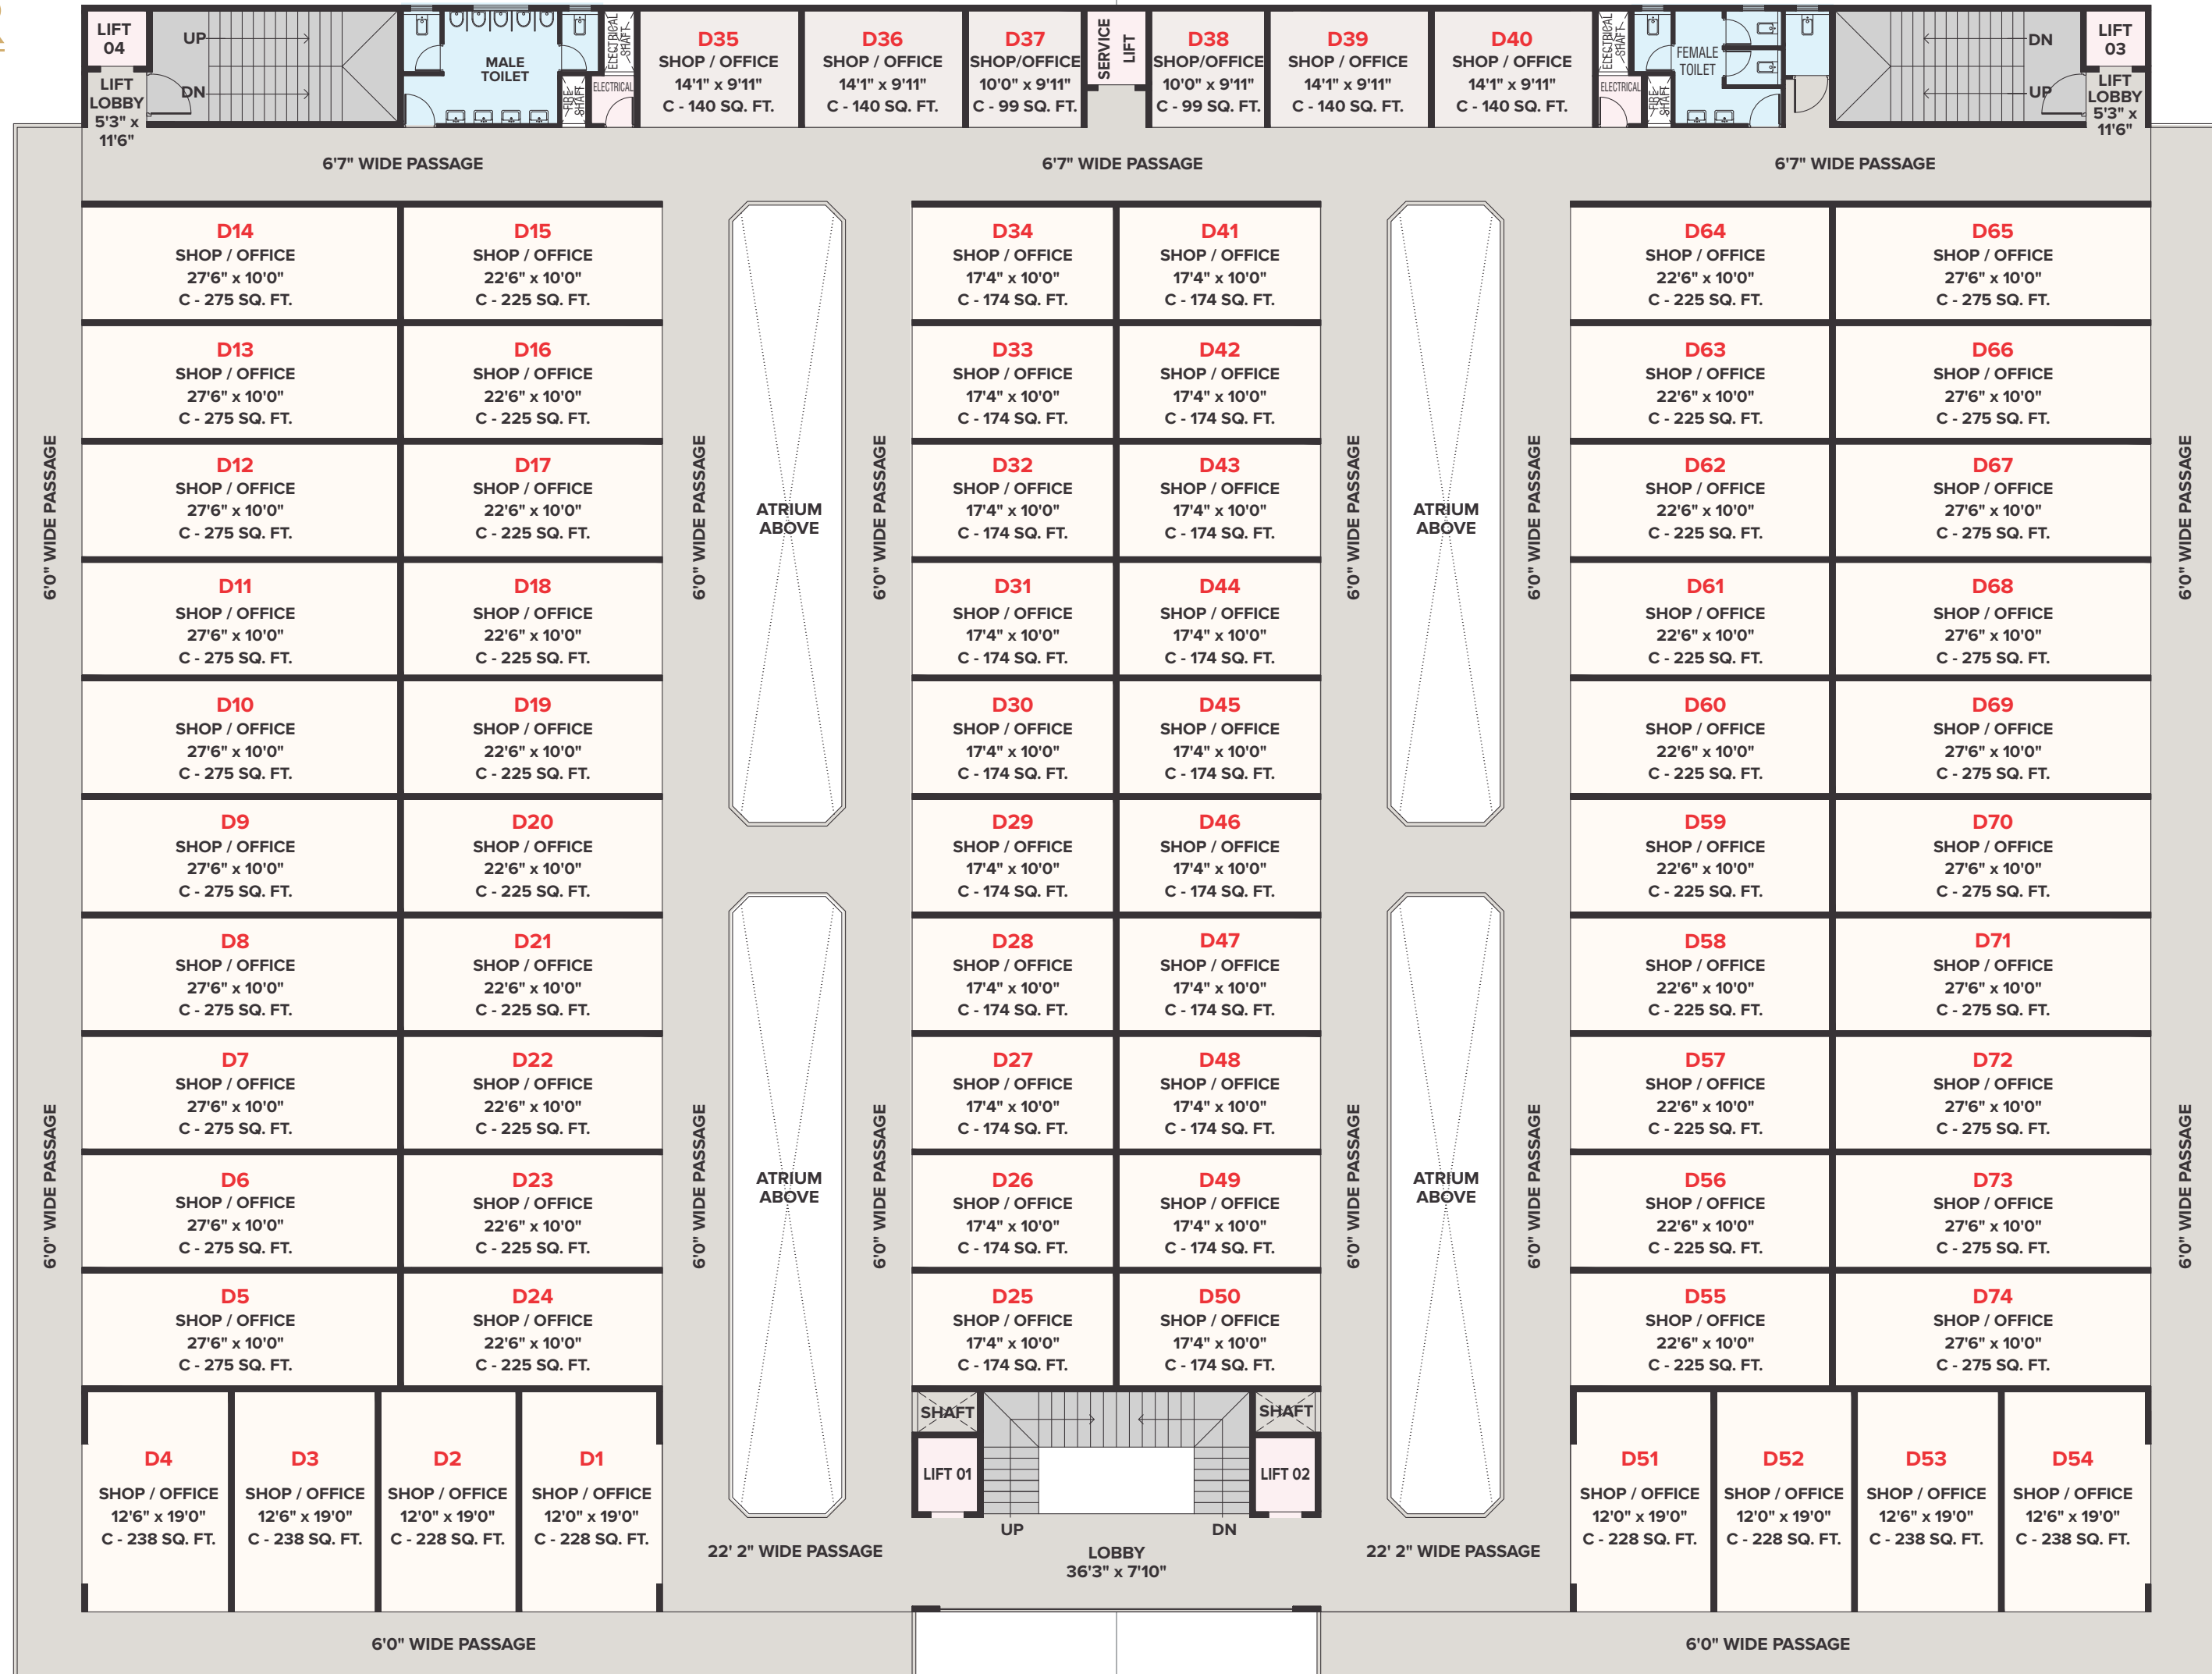 LIFT
04
LIFT
LOBBY
5'3" x
11'6"
UP
DN
MALE
TOILET
ELECTRICAL
SHAFT
FIRE
SHAFT
ELECTRICAL
D35
SHOP / OFFICE
14'1" x 9'11"
C - 140 SQ. FT.
D36
SHOP / OFFICE
14'1" x 9'11"
C - 140 SQ. FT.
D37
SHOP/OFFICE
10'0" x 9'11"
C - 99 SQ. FT.
SERVICE
LIFT
D38
SHOP/OFFICE
10'0" x 9'11"
C - 99 SQ. FT.
D39
SHOP / OFFICE
14'1" x 9'11"
C - 140 SQ. FT.
D40
SHOP / OFFICE
14'1" x 9'11"
C - 140 SQ. FT.
ELECTRICAL
SHAFT
ELECTRICAL
FIRE
SHAFT
FEMALE
TOILET
DN
UP
LIFT
03
LIFT
LOBBY
5'3" x
11'6"
6'7" WIDE PASSAGE
6'7" WIDE PASSAGE
6'7" WIDE PASSAGE
D14
SHOP / OFFICE
27'6" x 10'0"
C - 275 SQ. FT.
D15
SHOP / OFFICE
22'6" x 10'0"
C - 225 SQ. FT.
D34
SHOP / OFFICE
17'4" x 10'0"
C - 174 SQ. FT.
D41
SHOP / OFFICE
17'4" x 10'0"
C - 174 SQ. FT.
D64
SHOP / OFFICE
22'6" x 10'0"
C - 225 SQ. FT.
D65
SHOP / OFFICE
27'6" x 10'0"
C - 275 SQ. FT.
D13
SHOP / OFFICE
27'6" x 10'0"
C - 275 SQ. FT.
D16
SHOP / OFFICE
22'6" x 10'0"
C - 225 SQ. FT.
D33
SHOP / OFFICE
17'4" x 10'0"
C - 174 SQ. FT.
D42
SHOP / OFFICE
17'4" x 10'0"
C - 174 SQ. FT.
D63
SHOP / OFFICE
22'6" x 10'0"
C - 225 SQ. FT.
D66
SHOP / OFFICE
27'6" x 10'0"
C - 275 SQ. FT.
D12
SHOP / OFFICE
27'6" x 10'0"
C - 275 SQ. FT.
D17
SHOP / OFFICE
22'6" x 10'0"
C - 225 SQ. FT.
D32
SHOP / OFFICE
17'4" x 10'0"
C - 174 SQ. FT.
D43
SHOP / OFFICE
17'4" x 10'0"
C - 174 SQ. FT.
D62
SHOP / OFFICE
22'6" x 10'0"
C - 225 SQ. FT.
D67
SHOP / OFFICE
27'6" x 10'0"
C - 275 SQ. FT.
6'0" WIDE PASSAGE
6'0" WIDE PASSAGE
ATRIUM
ABOVE
6'0" WIDE PASSAGE
6'0" WIDE PASSAGE
ATRIUM
ABOVE
6'0" WIDE PASSAGE
6'0" WIDE PASSAGE
D11
SHOP / OFFICE
27'6" x 10'0"
C - 275 SQ. FT.
D18
SHOP / OFFICE
22'6" x 10'0"
C - 225 SQ. FT.
D31
SHOP / OFFICE
17'4" x 10'0"
C - 174 SQ. FT.
D44
SHOP / OFFICE
17'4" x 10'0"
C - 174 SQ. FT.
D61
SHOP / OFFICE
22'6" x 10'0"
C - 225 SQ. FT.
D68
SHOP / OFFICE
27'6" x 10'0"
C - 275 SQ. FT.
D10
SHOP / OFFICE
27'6" x 10'0"
C - 275 SQ. FT.
D19
SHOP / OFFICE
22'6" x 10'0"
C - 225 SQ. FT.
D30
SHOP / OFFICE
17'4" x 10'0"
C - 174 SQ. FT.
D45
SHOP / OFFICE
17'4" x 10'0"
C - 174 SQ. FT.
D60
SHOP / OFFICE
22'6" x 10'0"
C - 225 SQ. FT.
D69
SHOP / OFFICE
27'6" x 10'0"
C - 275 SQ. FT.
D9
SHOP / OFFICE
27'6" x 10'0"
C - 275 SQ. FT.
D20
SHOP / OFFICE
22'6" x 10'0"
C - 225 SQ. FT.
D29
SHOP / OFFICE
17'4" x 10'0"
C - 174 SQ. FT.
D46
SHOP / OFFICE
17'4" x 10'0"
C - 174 SQ. FT.
D59
SHOP / OFFICE
22'6" x 10'0"
C - 225 SQ. FT.
D70
SHOP / OFFICE
27'6" x 10'0"
C - 275 SQ. FT.
D8
SHOP / OFFICE
27'6" x 10'0"
C - 275 SQ. FT.
D21
SHOP / OFFICE
22'6" x 10'0"
C - 225 SQ. FT.
D28
SHOP / OFFICE
17'4" x 10'0"
C - 174 SQ. FT.
D47
SHOP / OFFICE
17'4" x 10'0"
C - 174 SQ. FT.
D58
SHOP / OFFICE
22'6" x 10'0"
C - 225 SQ. FT.
D71
SHOP / OFFICE
27'6" x 10'0"
C - 275 SQ. FT.
D7
SHOP / OFFICE
27'6" x 10'0"
C - 275 SQ. FT.
D22
SHOP / OFFICE
22'6" x 10'0"
C - 225 SQ. FT.
D27
SHOP / OFFICE
17'4" x 10'0"
C - 174 SQ. FT.
D48
SHOP / OFFICE
17'4" x 10'0"
C - 174 SQ. FT.
D57
SHOP / OFFICE
22'6" x 10'0"
C - 225 SQ. FT.
D72
SHOP / OFFICE
27'6" x 10'0"
C - 275 SQ. FT.
6'0" WIDE PASSAGE
6'0" WIDE PASSAGE
ATRIUM
ABOVE
6'0" WIDE PASSAGE
6'0" WIDE PASSAGE
ATRIUM
ABOVE
6'0" WIDE PASSAGE
6'0" WIDE PASSAGE
D6
SHOP / OFFICE
27'6" x 10'0"
C - 275 SQ. FT.
D23
SHOP / OFFICE
22'6" x 10'0"
C - 225 SQ. FT.
D26
SHOP / OFFICE
17'4" x 10'0"
C - 174 SQ. FT.
D49
SHOP / OFFICE
17'4" x 10'0"
C - 174 SQ. FT.
D56
SHOP / OFFICE
22'6" x 10'0"
C - 225 SQ. FT.
D73
SHOP / OFFICE
27'6" x 10'0"
C - 275 SQ. FT.
D5
SHOP / OFFICE
27'6" x 10'0"
C - 275 SQ. FT.
D24
SHOP / OFFICE
22'6" x 10'0"
C - 225 SQ. FT.
D25
SHOP / OFFICE
17'4" x 10'0"
C - 174 SQ. FT.
D50
SHOP / OFFICE
17'4" x 10'0"
C - 174 SQ. FT.
D55
SHOP / OFFICE
22'6" x 10'0"
C - 225 SQ. FT.
D74
SHOP / OFFICE
27'6" x 10'0"
C - 275 SQ. FT.
D4
SHOP / OFFICE
12'6" x 19'0"
C - 238 SQ. FT.
D3
SHOP / OFFICE
12'6" x 19'0"
C - 238 SQ. FT.
D2
SHOP / OFFICE
12'0" x 19'0"
C - 228 SQ. FT.
D1
SHOP / OFFICE
12'0" x 19'0"
C - 228 SQ. FT.
SHAFT
SHAFT
LIFT 01
LIFT 02
UP
DN
D51
SHOP / OFFICE
12'0" x 19'0"
C - 228 SQ. FT.
D52
SHOP / OFFICE
12'0" x 19'0"
C - 228 SQ. FT.
D53
SHOP / OFFICE
12'6" x 19'0"
C - 238 SQ. FT.
D54
SHOP / OFFICE
12'6" x 19'0"
C - 238 SQ. FT.
22' 2" WIDE PASSAGE
LOBBY
36'3" x 7'10"
22' 2" WIDE PASSAGE
6'0" WIDE PASSAGE
6'0" WIDE PASSAGE